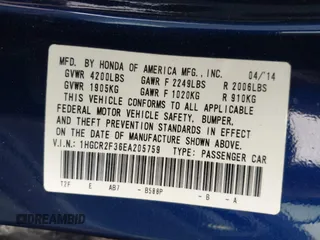 MFD. BY HONDA OF AMERICA MFG., INC. 04/14
GVWR 4200LBS GAWR F 2249LBS R 2006LBS
GVWR 1905KG GAWR F 1020KG R 910KG
THIS VEHICLE CONFORMS TO ALL APPLICABLE
FEDERAL MOTOR VEHICLE SAFETY, BUMPER,
AND THEFT PREVENTION STANDARDS IN EFFECT
ON THE DATE OF MANUFACTURE
SHOWN ABOVE.
V.I.N.: 1HGCR2F36EA205759 TYPE: PASSENGER CAR
T2F E AB7 - B588P - B - A
DREAMBID